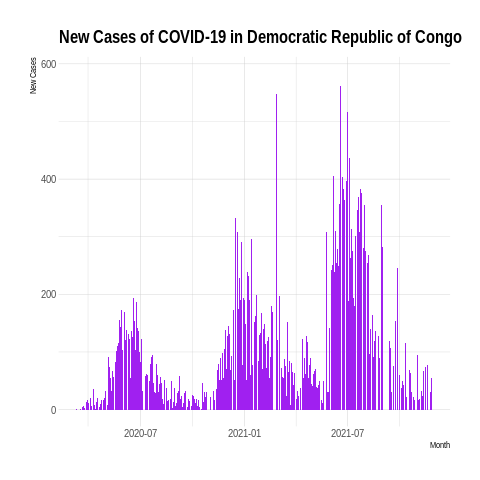 New Cases of COVID-19 in Democratic Republic of Congo
New Cases
600
400
200
0
2020-07 2021-01 2021-07
Month